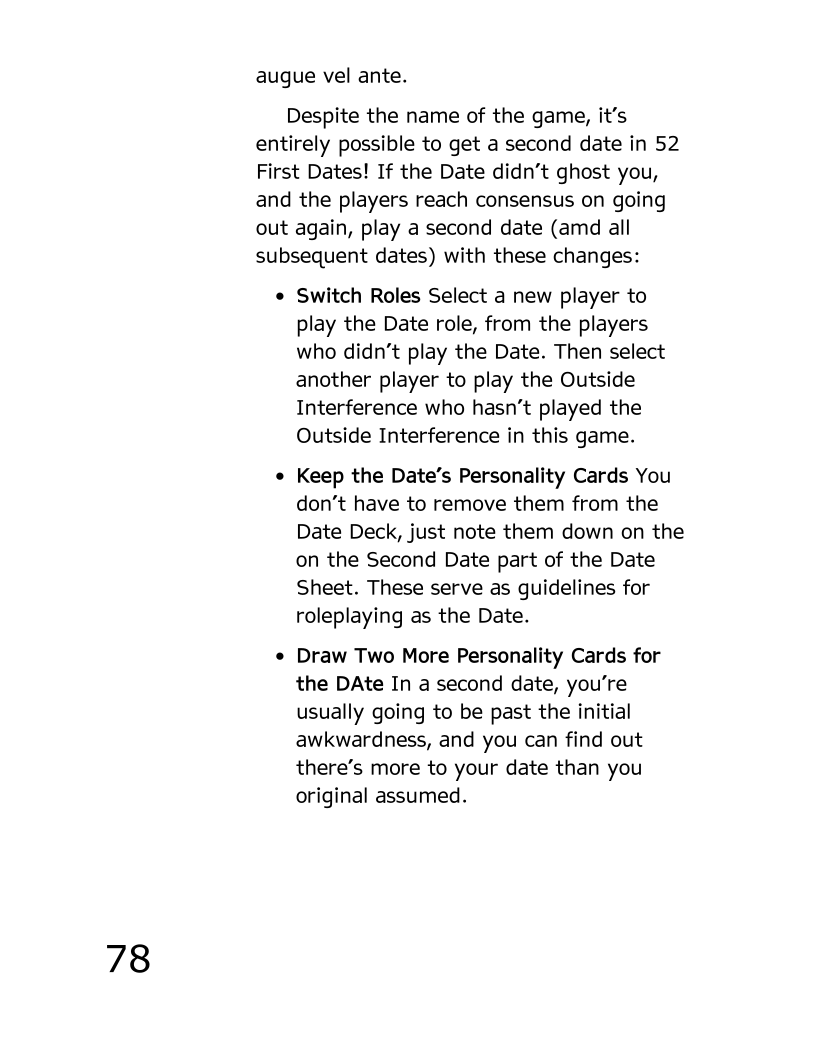 augue vel ante.
Despite the name of the game, it’s
entirely possible to get a second date in 52
First Dates! If the Date didn’t ghost you,
and the players reach consensus on going
out again, play a second date (amd all
subsequent dates) with these changes:
• Switch Roles Select a new player to
play the Date role, from the players
who didn’t play the Date. Then select
another player to play the Outside
Interference who hasn’t played the
Outside Interference in this game.
• Keep the Date’s Personality Cards You
don’t have to remove them from the
Date Deck, just note them down on the
on the Second Date part of the Date
Sheet. These serve as guidelines for
roleplaying as the Date.
• Draw Two More Personality Cards for
the DAte In a second date, you’re
usually going to be past the initial
awkwardness, and you can find out
there’s more to your date than you
original assumed.
78